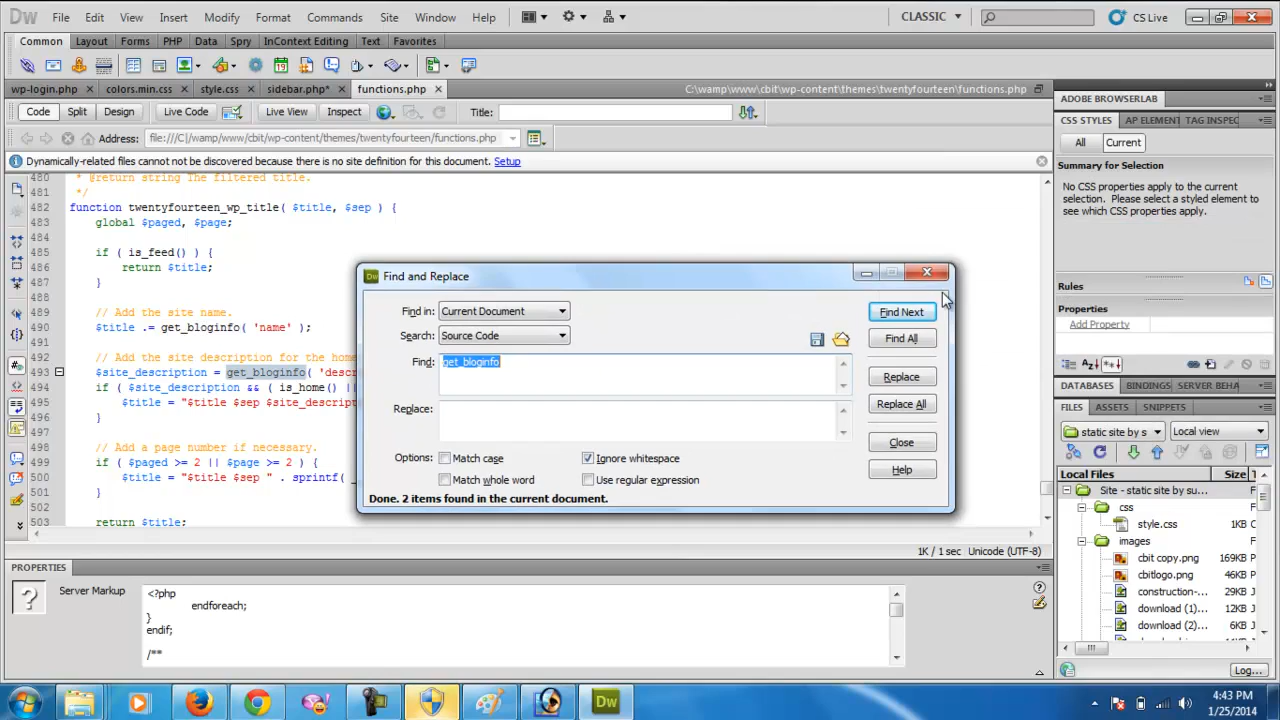 Dw File Edit View Insert Modify Format Commands Site Window Help CLASSIC CS Live
Common Layout Forms PHP Data Spry InContext Editing Text Favorites
wp-login.php colors.min.css style.css sidebar.php* functions.php C:\wamp\www\cbit\wp-content\themes\twentyfourteen\functions.php
Code Split Design Live Code Live View Inspect Title:
Address: file:///C|/wamp/www/cbit/wp-content/themes/twentyfourteen/functions.php
Dynamically-related files cannot not be discovered because there is no site definition for this document. Setup
480 * @return string The filtered title.
481 */
482 function twentyfourteen_wp_title( $title, $sep ) {
483 global $paged, $page;
484
485 if ( is_feed() ) {
486 return $title;
487 }
488
489 // Add the site name.
490 $title .= get_bloginfo( 'name' );
491
492 // Add the site description for the home
493 $site_description = get_bloginfo( 'desc
494 if ( $site_description && ( is_home() ||
495 $title = "$title $sep $site_descript
496 }
497
498 // Add a page number if necessary.
499 if ( $paged >= 2 || $page >= 2 ) {
500 $title = "$title $sep " . sprintf( _
501 }
502
503 return $title;
Find and Replace
Find in: Current Document
Search: Source Code
Find: get_bloginfo
Replace:
Options: Match case Ignore whitespace
Match whole word Use regular expression
Done. 2 items found in the current document.
Find Next
Find All
Replace
Replace All
Close
Help
1K / 1 sec Unicode (UTF-8)
PROPERTIES
Server Markup
<?php
endforeach;
}
endif;
/**
ADOBE BROWSERLAB
CSS STYLES AP ELEMENT TAG INSPEC
All Current
Summary for Selection
No CSS properties apply to the current
selection. Please select a styled element to
see which CSS properties apply.
Rules
Properties
Add Property
DATABASES BINDINGS SERVER BEHA
FILES ASSETS SNIPPETS
static site by s Local view
Local Files Size
Site - static site by su... F
css F
style.css 1KB C
images F
cbit copy.png 169KB F
cbitlogo.png 46KB F
construction-... 28KB J
download (1)... 12KB J
download (2)... 6KB J
Log...
Dw
4:43 PM
1/25/2014